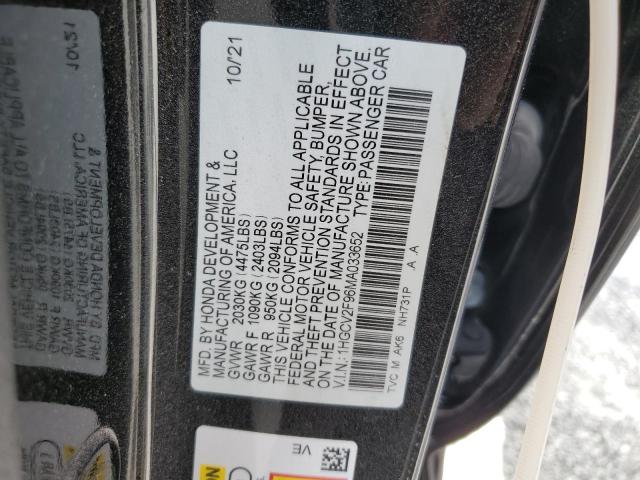 MFD. BY HONDA DEVELOPMENT & 10/21
MANUFACTURING OF AMERICA, LLC
GVWR 2030KG(4475LBS)
GAWR F 1090KG(2403LBS)
GAWR R 950KG(2094LBS)
THIS VEHICLE CONFORMS TO ALL APPLICABLE
FEDERAL MOTOR VEHICLE SAFETY, BUMPER,
AND THEFT PREVENTION STANDARDS IN EFFECT
ON THE DATE OF MANUFACTURE SHOWN ABOVE.
V.I.N.:1HGCV2F96MA033652 TYPE:PASSENGER CAR
TVC M AK6 NH731P A A
VE